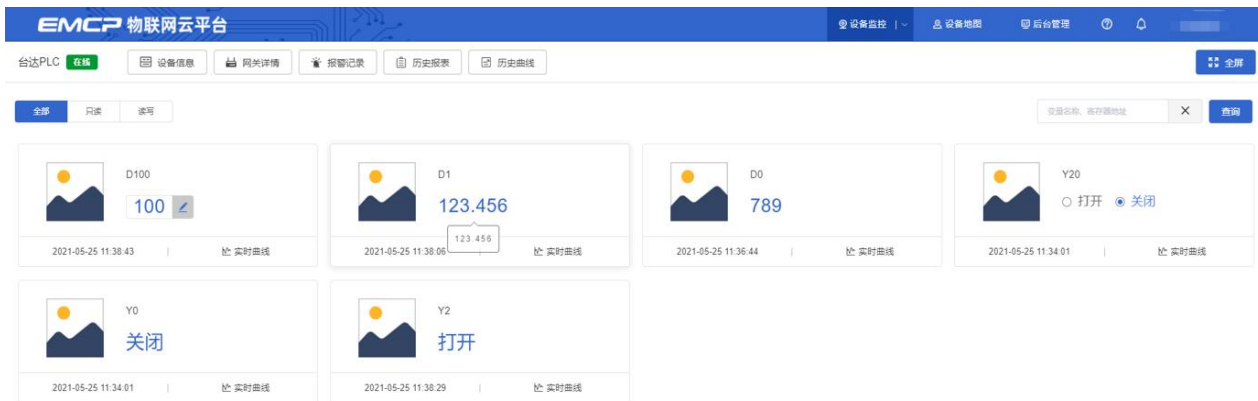 EMCP 物联网云平台 设备监控 设备地图 后台管理
台达PLC 在线 设备信息 网关详情 报警记录 历史报表 历史曲线 全屏
全部 只读 读写 变量名称、寄存器地址 查询
D100 D1 D0 Y20
100 123.456 789 打开 关闭
123.456
2021-05-25 11:38:43 实时曲线 2021-05-25 11:38:06 实时曲线 2021-05-25 11:36:44 实时曲线 2021-05-25 11:34:01 实时曲线
Y0 Y2
关闭 打开
2021-05-25 11:34:01 实时曲线 2021-05-25 11:38:29 实时曲线